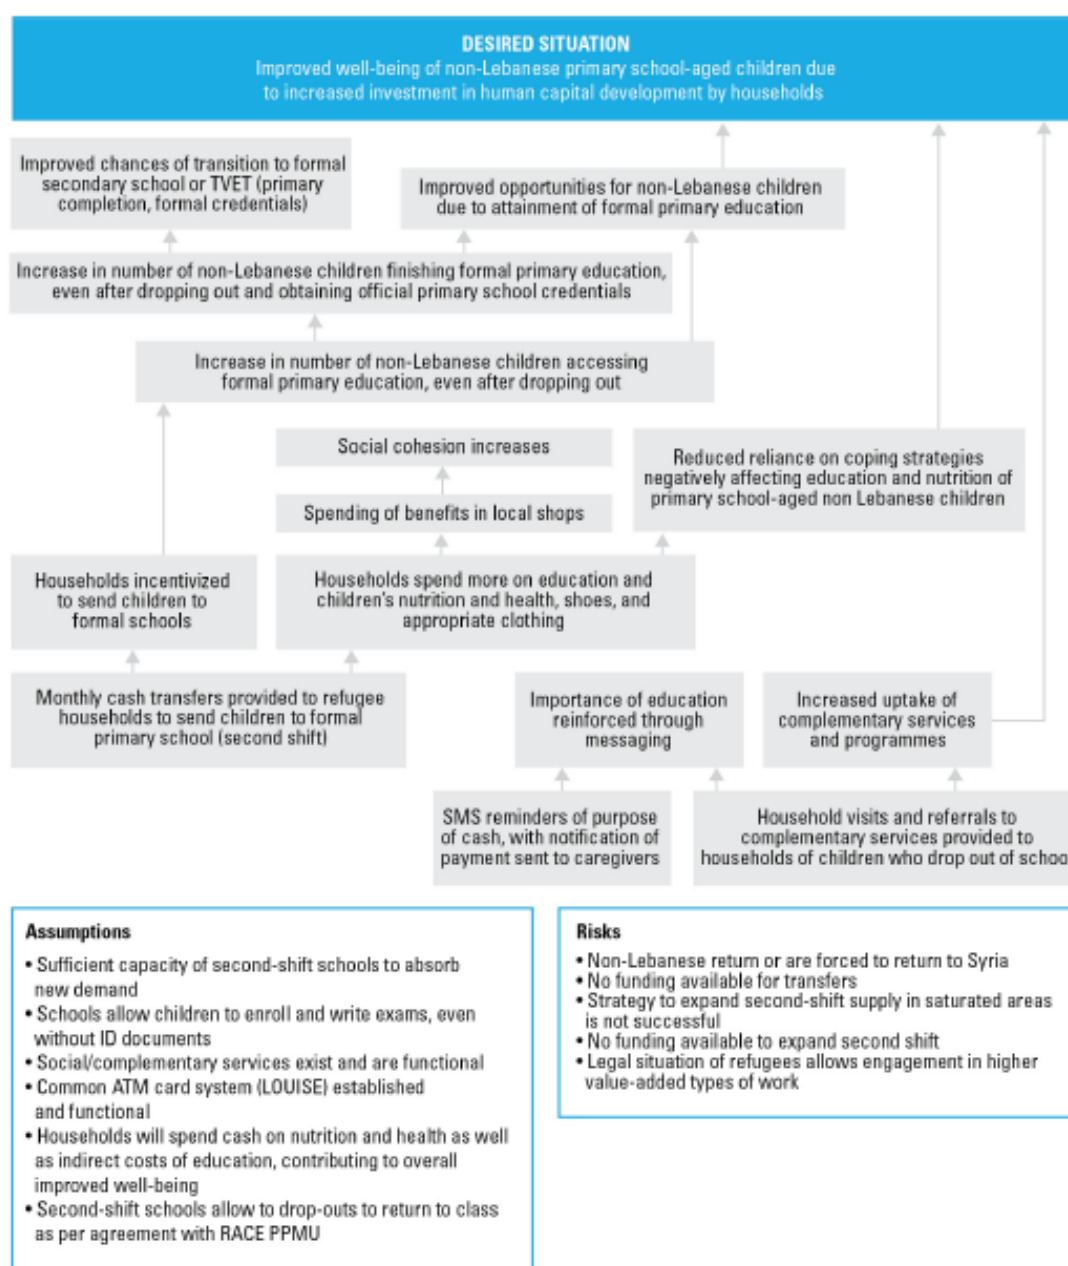 DESIRED SITUATION
Improved well-being of non-Lebanese primary school-aged children due
to increased investment in human capital development by households
Improved chances of transition to formal
secondary school or TVET (primary
completion, formal credentials)
Improved opportunities for non-Lebanese children
due to attainment of formal primary education
Increase in number of non-Lebanese children finishing formal primary education,
even after dropping out and obtaining official primary school credentials
Increase in number of non-Lebanese children accessing
formal primary education, even after dropping out
Social cohesion increases
Reduced reliance on coping strategies
negatively affecting education and nutrition of
primary school-aged non Lebanese children
Spending of benefits in local shops
Households incentivized
to send children to
formal schools
Households spend more on education and
children's nutrition and health, shoes, and
appropriate clothing
Monthly cash transfers provided to refugee
households to send children to formal
primary school (second shift)
Importance of education
reinforced through
messaging
Increased uptake of
complementary services
and programmes
SMS reminders of purpose
of cash, with notification of
payment sent to caregivers
Household visits and referrals to
complementary services provided to
households of children who drop out of schoo
Assumptions
• Sufficient capacity of second-shift schools to absorb
new demand
• Schools allow children to enroll and write exams, even
without ID documents
• Social/complementary services exist and are functional
• Common ATM card system (LOUISE) established
and functional
• Households will spend cash on nutrition and health as well
as indirect costs of education, contributing to overall
improved well-being
• Second-shift schools allow to drop-outs to return to class
as per agreement with RACE PPMU
Risks
• Non-Lebanese return or are forced to return to Syria
• No funding available for transfers
• Strategy to expand second-shift supply in saturated areas
is not successful
• No funding available to expand second shift
• Legal situation of refugees allows engagement in higher
value-added types of work